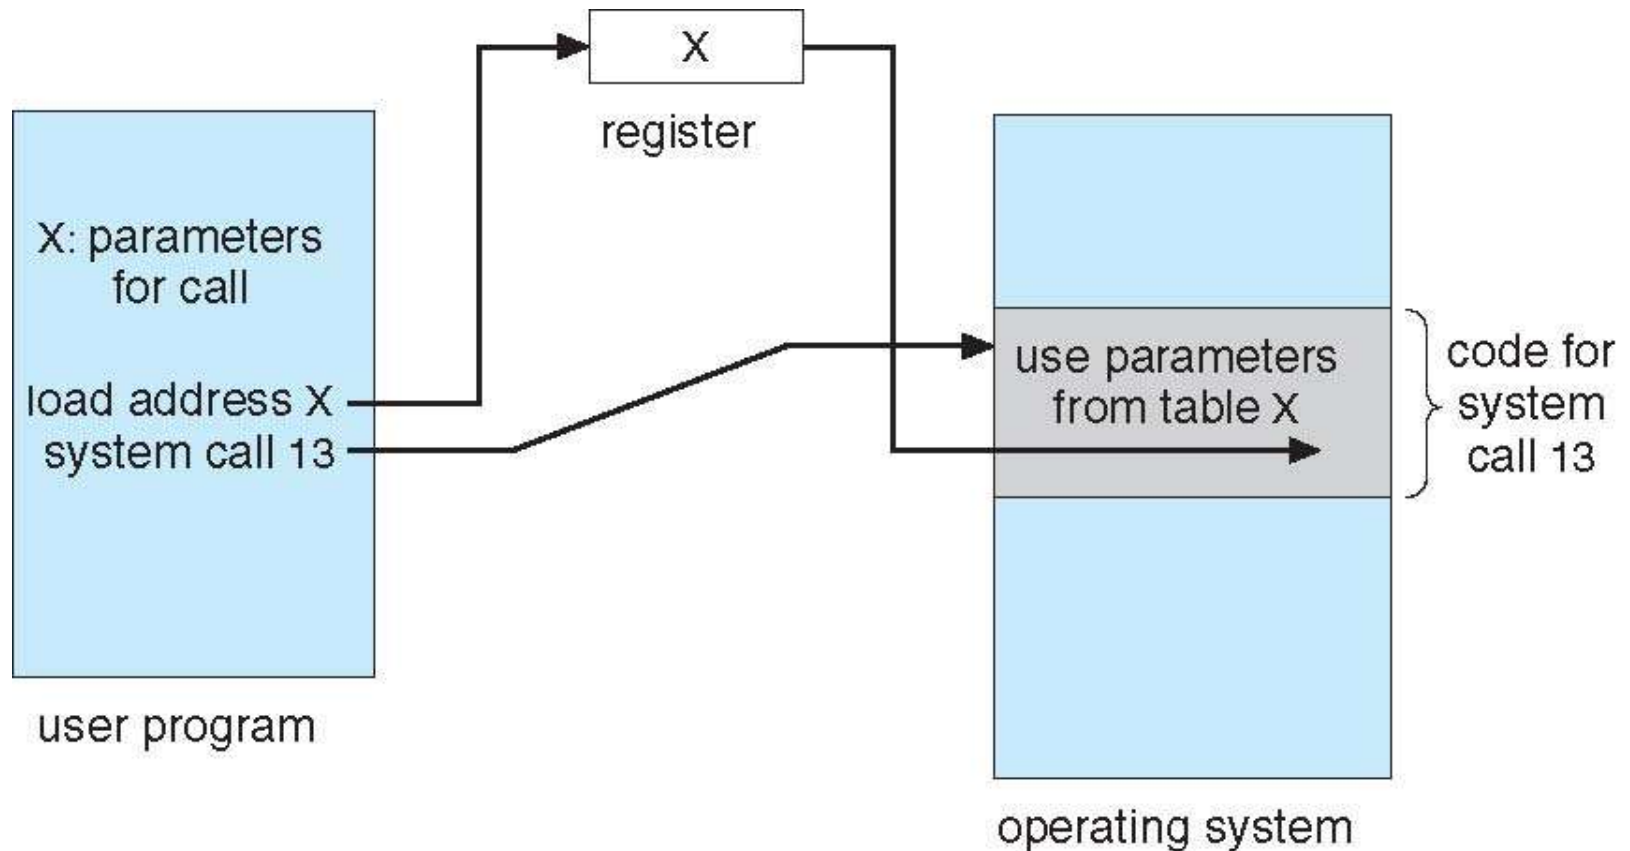 X
register
X: parameters
for call
load address X
system call 13
user program
use parameters
from table X
code for
system
call 13
operating system